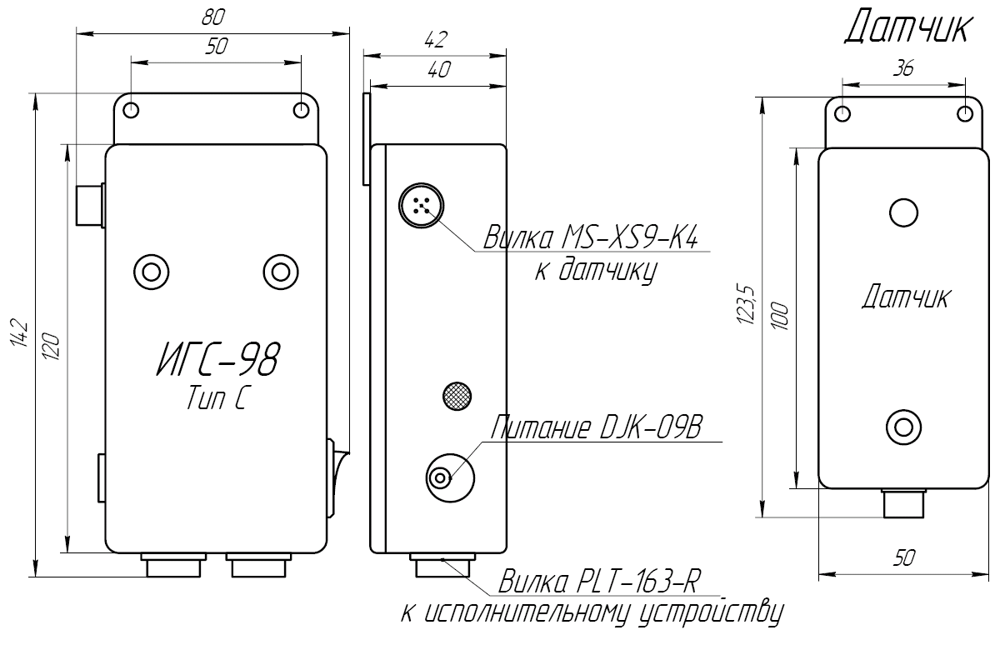 80
50
42
40
Датчик
36
142
120
ИГС-98
Тип С
Вилка MS-XS9-K4
к датчику
Питание DJK-09B
Вилка PLT-163-R
к исполнительному устройству
123,5
100
Датчик
50